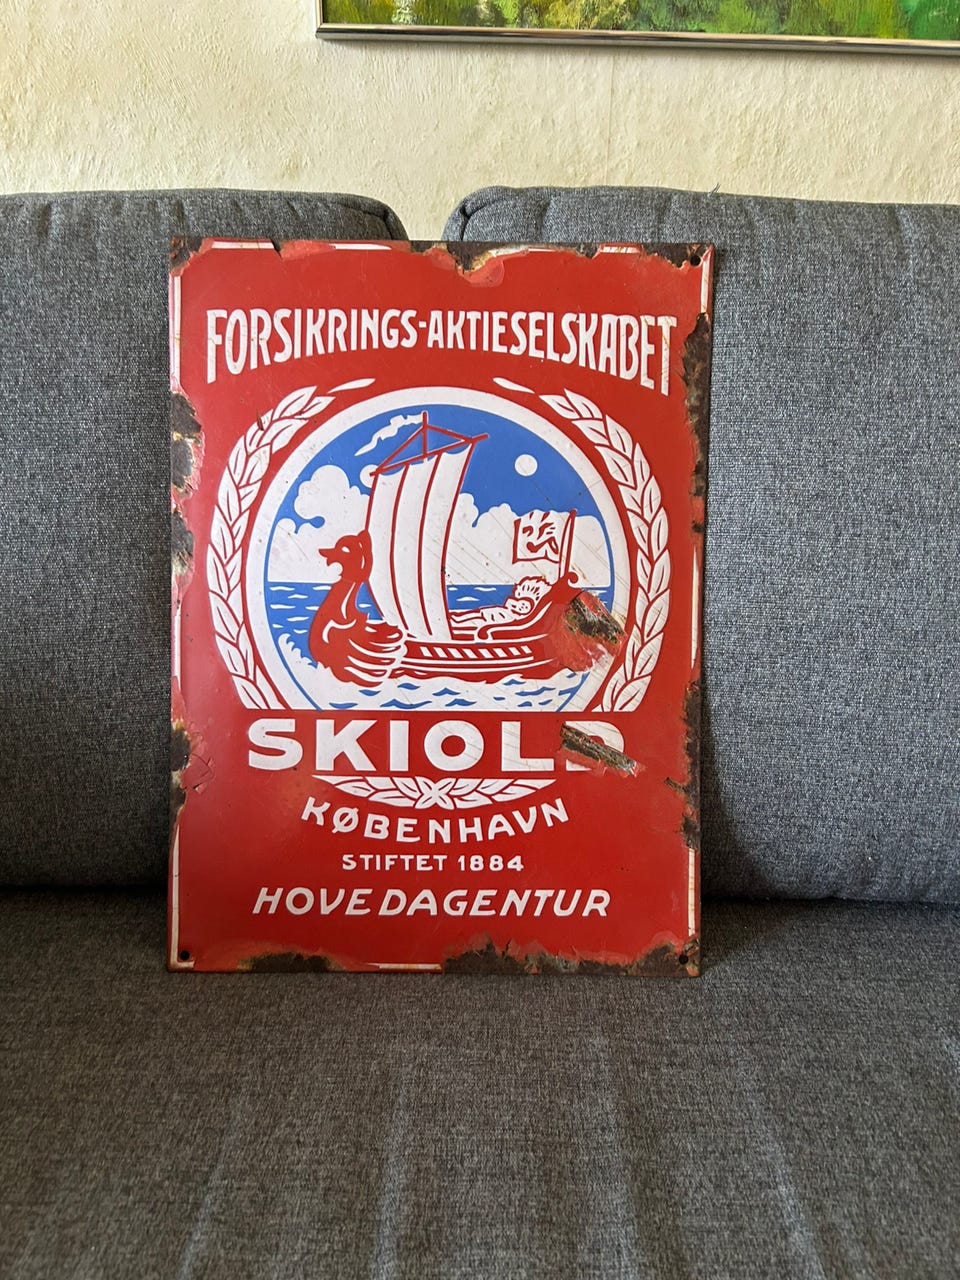 FORSIKRINGS-AKTIESELSKABET
SKIOLD
KØBENHAVN
STIFTET 1884
HOVEDAGENTUR